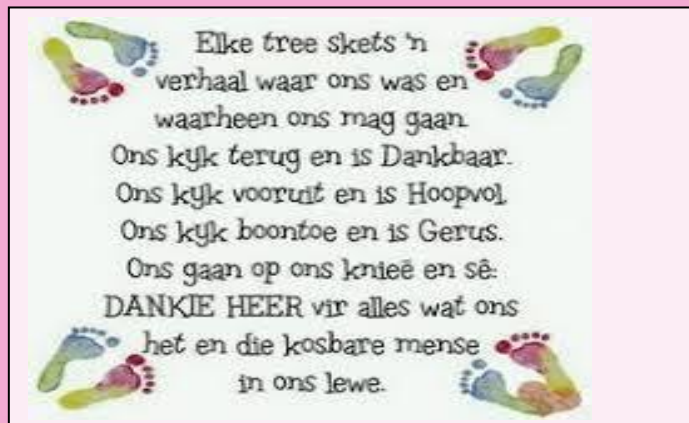 Elke tree skets 'n
verhaal waar ons was en
waarheen ons mag gaan.
Ons kyk terug en is Dankbaar.
Ons kyk vooruit en is Hoopvol.
Ons kyk boontoe en is Gerus.
Ons gaan op ons knieë en sê:
DANKIE HEER vir alles wat ons
het en die kosbare mense
in ons lewe.